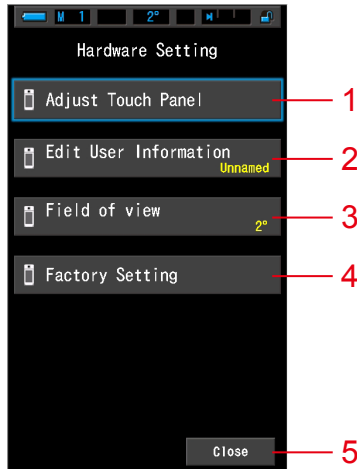 M 1 2°
Hardware Setting
Adjust Touch Panel 1
Edit User Information 2
Unnamed
Field of view 3
2°
Factory Setting 4
Close 5